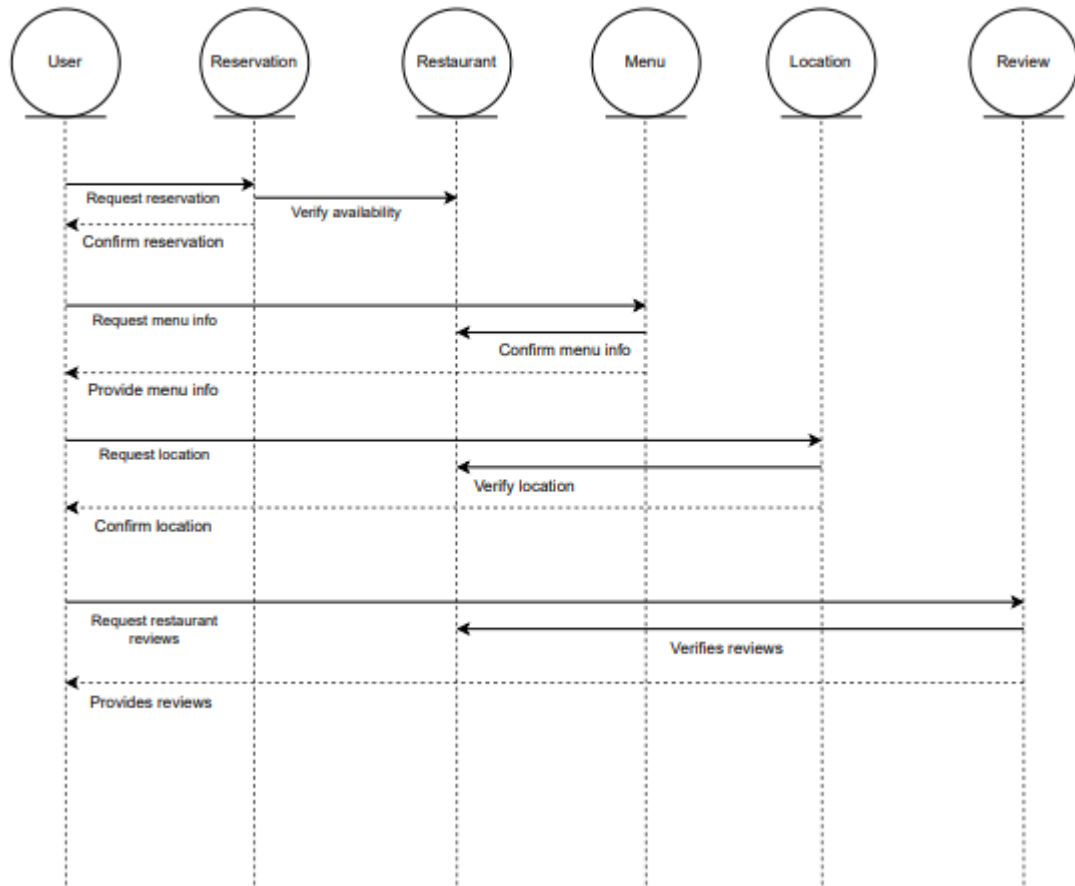 User
Reservation
Restaurant
Menu
Location
Review
Request reservation
Verify availability
Confirm reservation
Request menu info
Confirm menu info
Provide menu info
Request location
Verify location
Confirm location
Request restaurant
reviews
Verifies reviews
Provides reviews